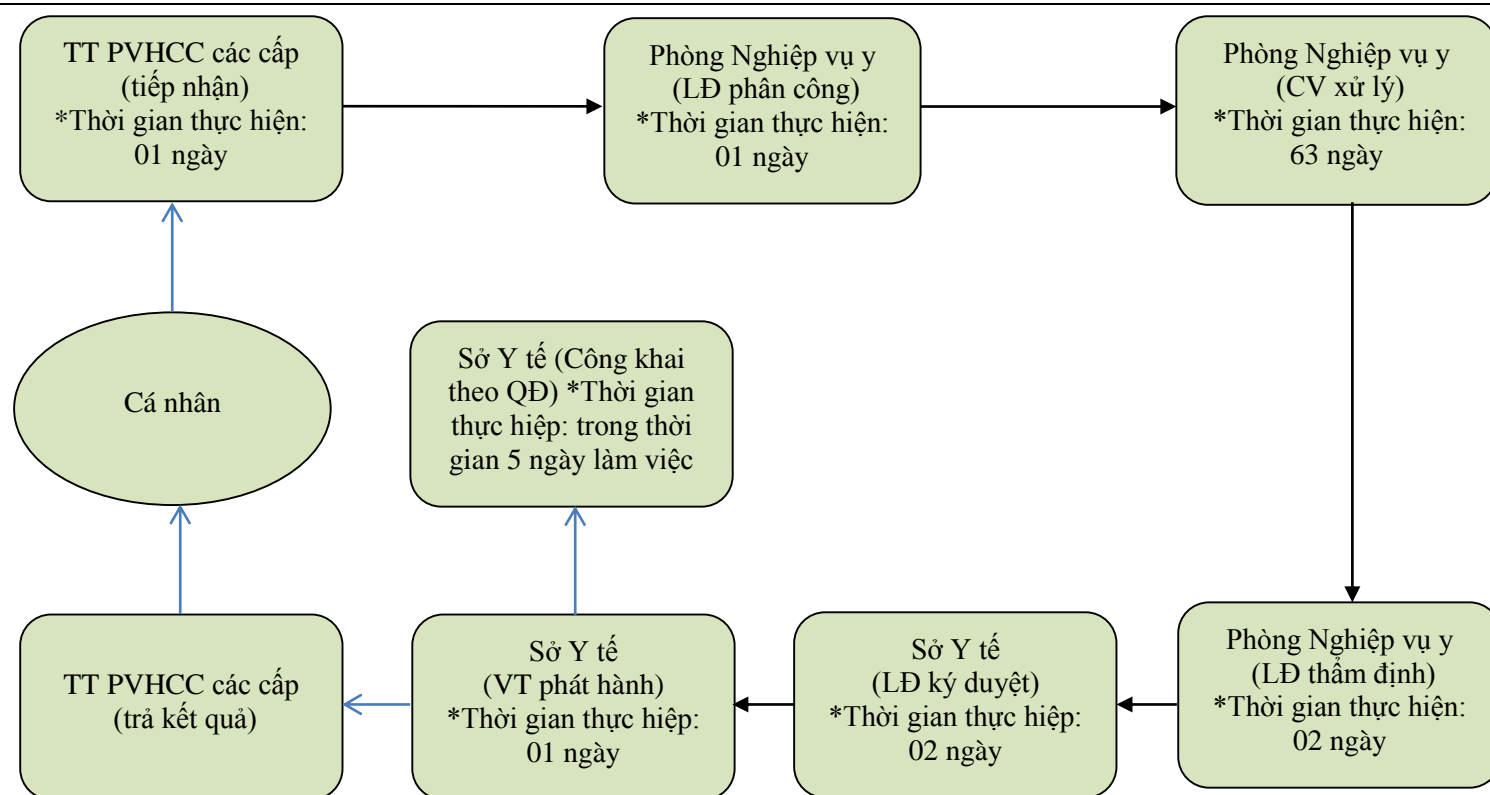 TT PVHCC các cấp
(tiếp nhận)
*Thời gian thực hiện:
01 ngày
Phòng Nghiệp vụ y
(LĐ phân công)
*Thời gian thực hiện:
01 ngày
Phòng Nghiệp vụ y
(CV xử lý)
*Thời gian thực hiện:
63 ngày
Cá nhân
Sở Y tế (Công khai
theo QĐ) *Thời gian
thực hiệp: trong thời
gian 5 ngày làm việc
TT PVHCC các cấp
(trả kết quả)
Sở Y tế
(VT phát hành)
*Thời gian thực hiệp:
01 ngày
Sở Y tế
(LĐ ký duyệt)
*Thời gian thực hiệp:
02 ngày
Phòng Nghiệp vụ y
(LĐ thẩm định)
*Thời gian thực hiện:
02 ngày